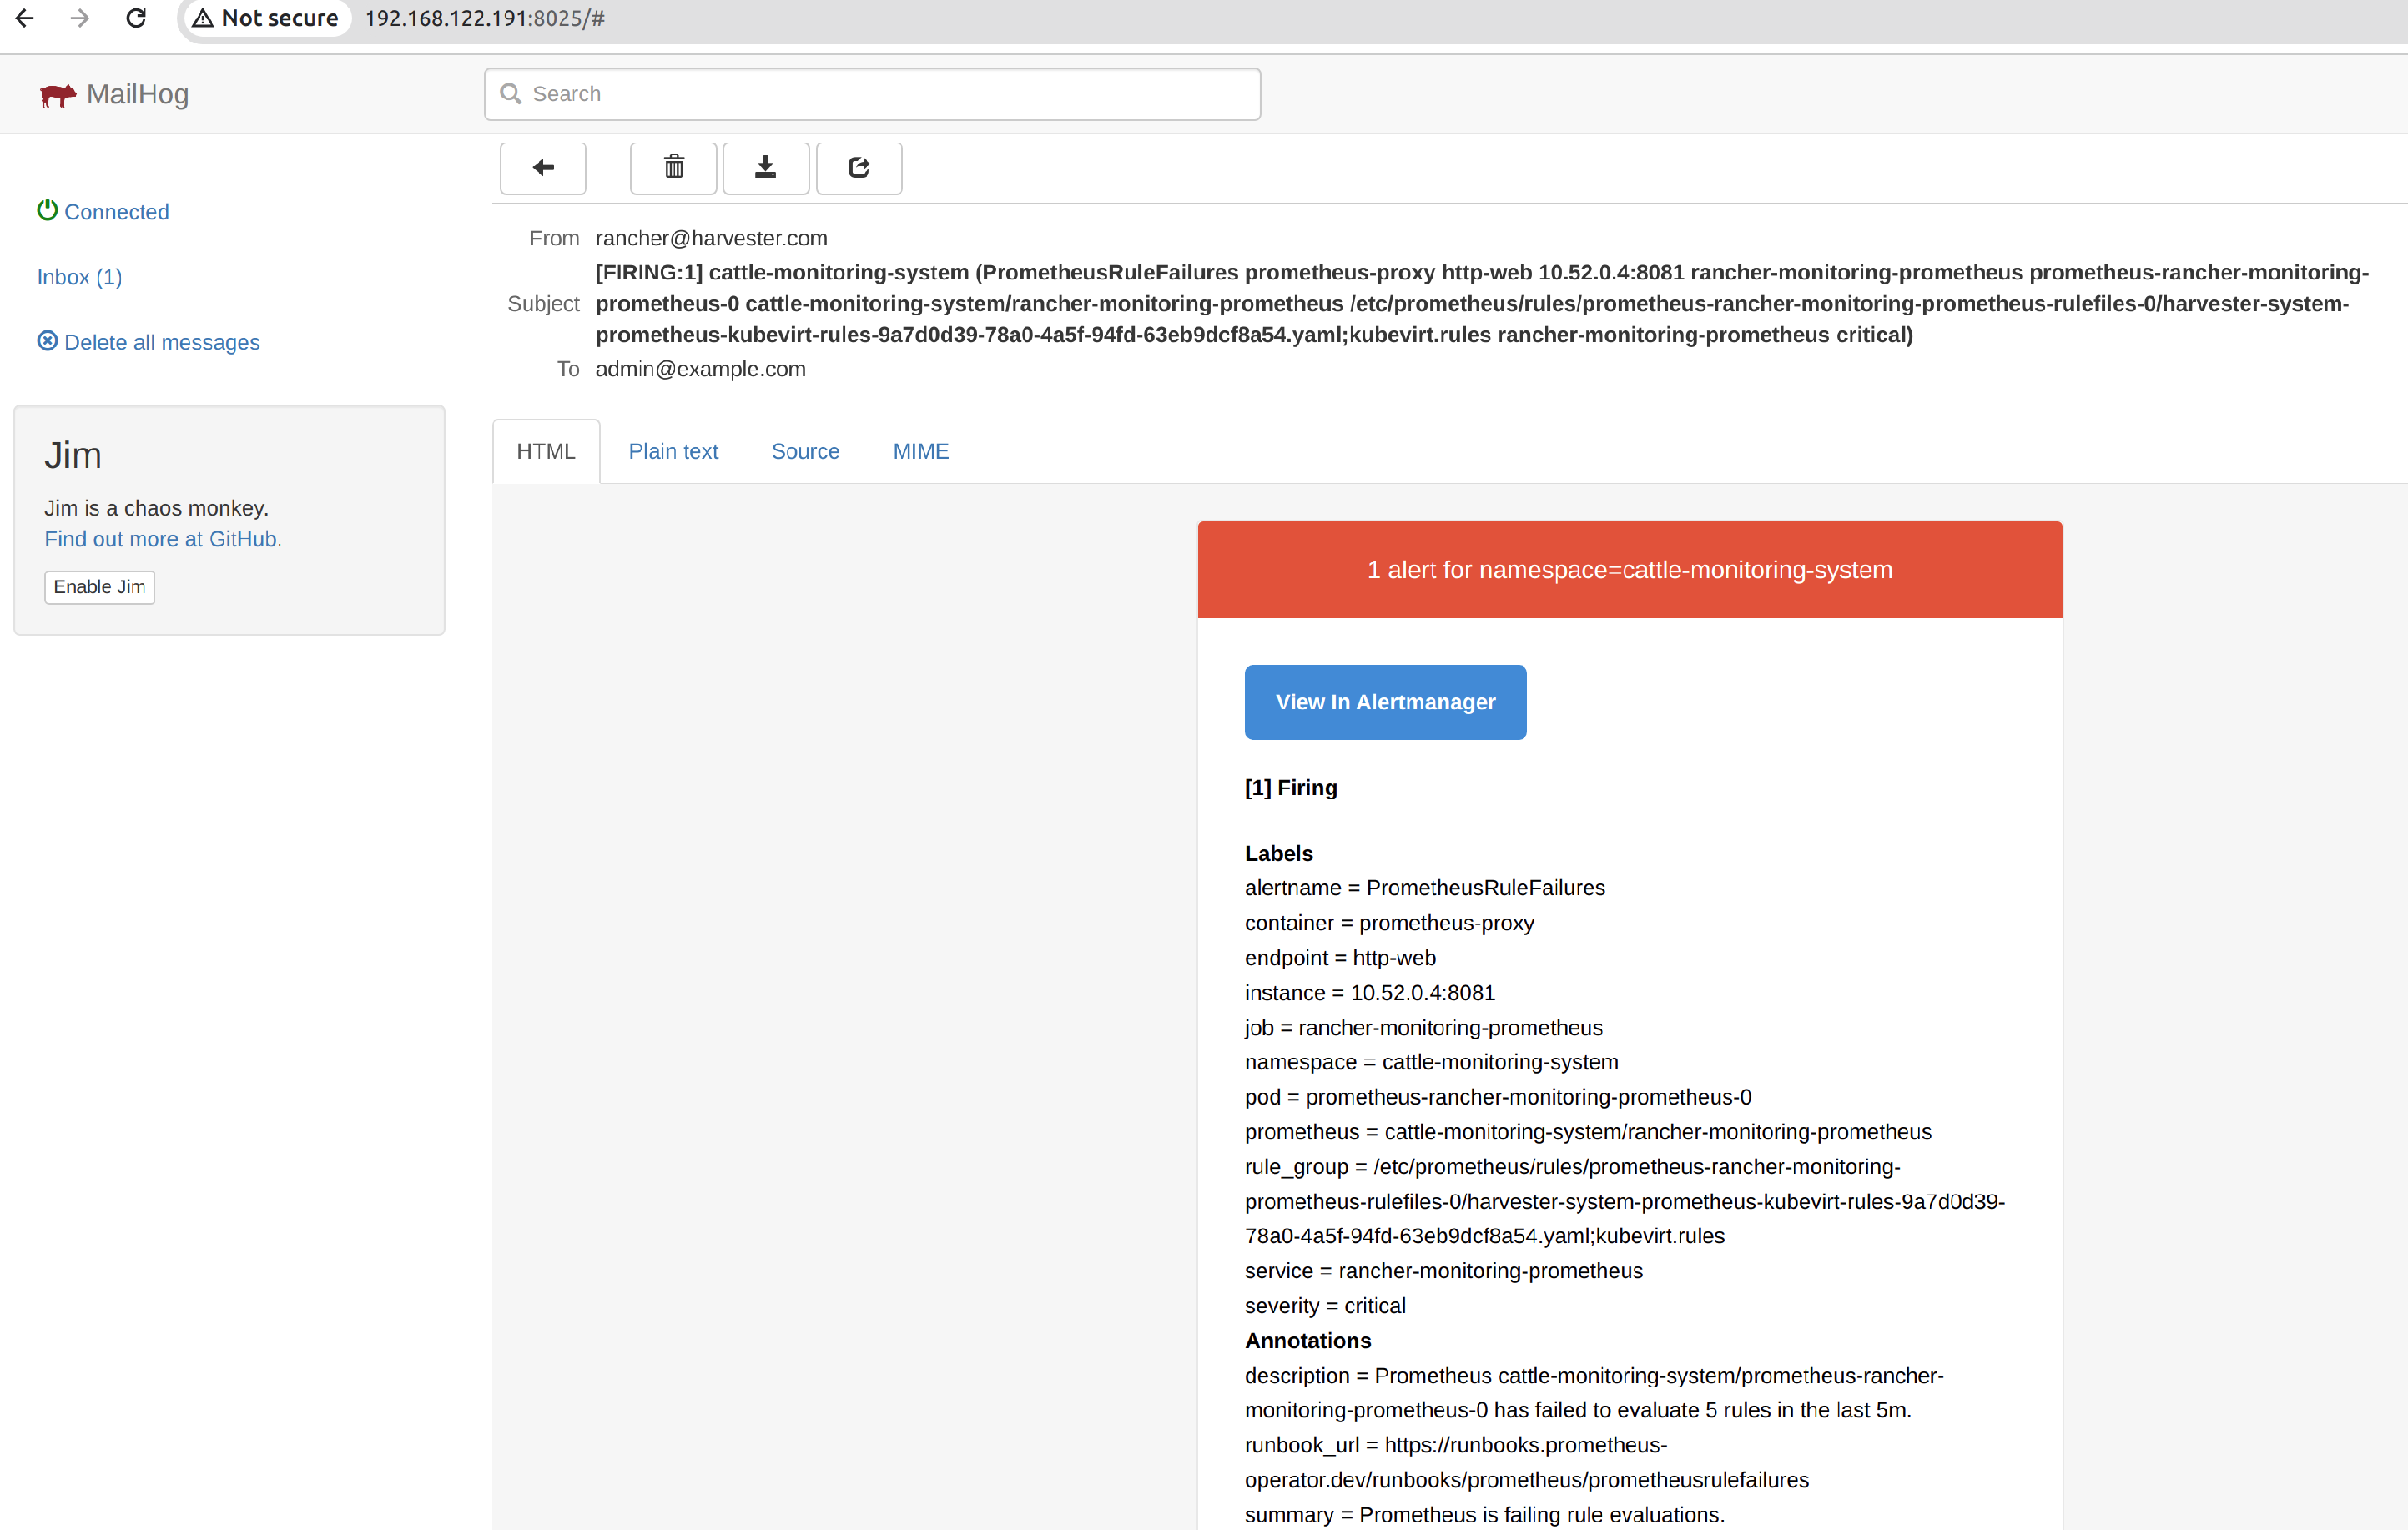 Not secure 192.168.122.191:8025/#
MailHog
Search
Connected
Inbox (1)
Delete all messages
Jim
Jim is a chaos monkey.
Find out more at GitHub.
Enable Jim
From rancher@harvester.com
Subject [FIRING:1] cattle-monitoring-system (PrometheusRuleFailures prometheus-proxy http-web 10.52.0.4:8081 rancher-monitoring-prometheus prometheus-rancher-monitoring-
prometheus-0 cattle-monitoring-system/rancher-monitoring-prometheus /etc/prometheus/rules/prometheus-rancher-monitoring-prometheus-rulefiles-0/harvester-system-
prometheus-kubevirt-rules-9a7d0d39-78a0-4a5f-94fd-63eb9dcf8a54.yaml;kubevirt.rules rancher-monitoring-prometheus critical)
To admin@example.com
HTML Plain text Source MIME
1 alert for namespace=cattle-monitoring-system
View In Alertmanager
[1] Firing
Labels
alertname = PrometheusRuleFailures
container = prometheus-proxy
endpoint = http-web
instance = 10.52.0.4:8081
job = rancher-monitoring-prometheus
namespace = cattle-monitoring-system
pod = prometheus-rancher-monitoring-prometheus-0
prometheus = cattle-monitoring-system/rancher-monitoring-prometheus
rule_group = /etc/prometheus/rules/prometheus-rancher-monitoring-
prometheus-rulefiles-0/harvester-system-prometheus-kubevirt-rules-9a7d0d39-
78a0-4a5f-94fd-63eb9dcf8a54.yaml;kubevirt.rules
service = rancher-monitoring-prometheus
severity = critical
Annotations
description = Prometheus cattle-monitoring-system/prometheus-rancher-
monitoring-prometheus-0 has failed to evaluate 5 rules in the last 5m.
runbook_url = https://runbooks.prometheus-
operator.dev/runbooks/prometheus/prometheusrulefailures
summary = Prometheus is failing rule evaluations.